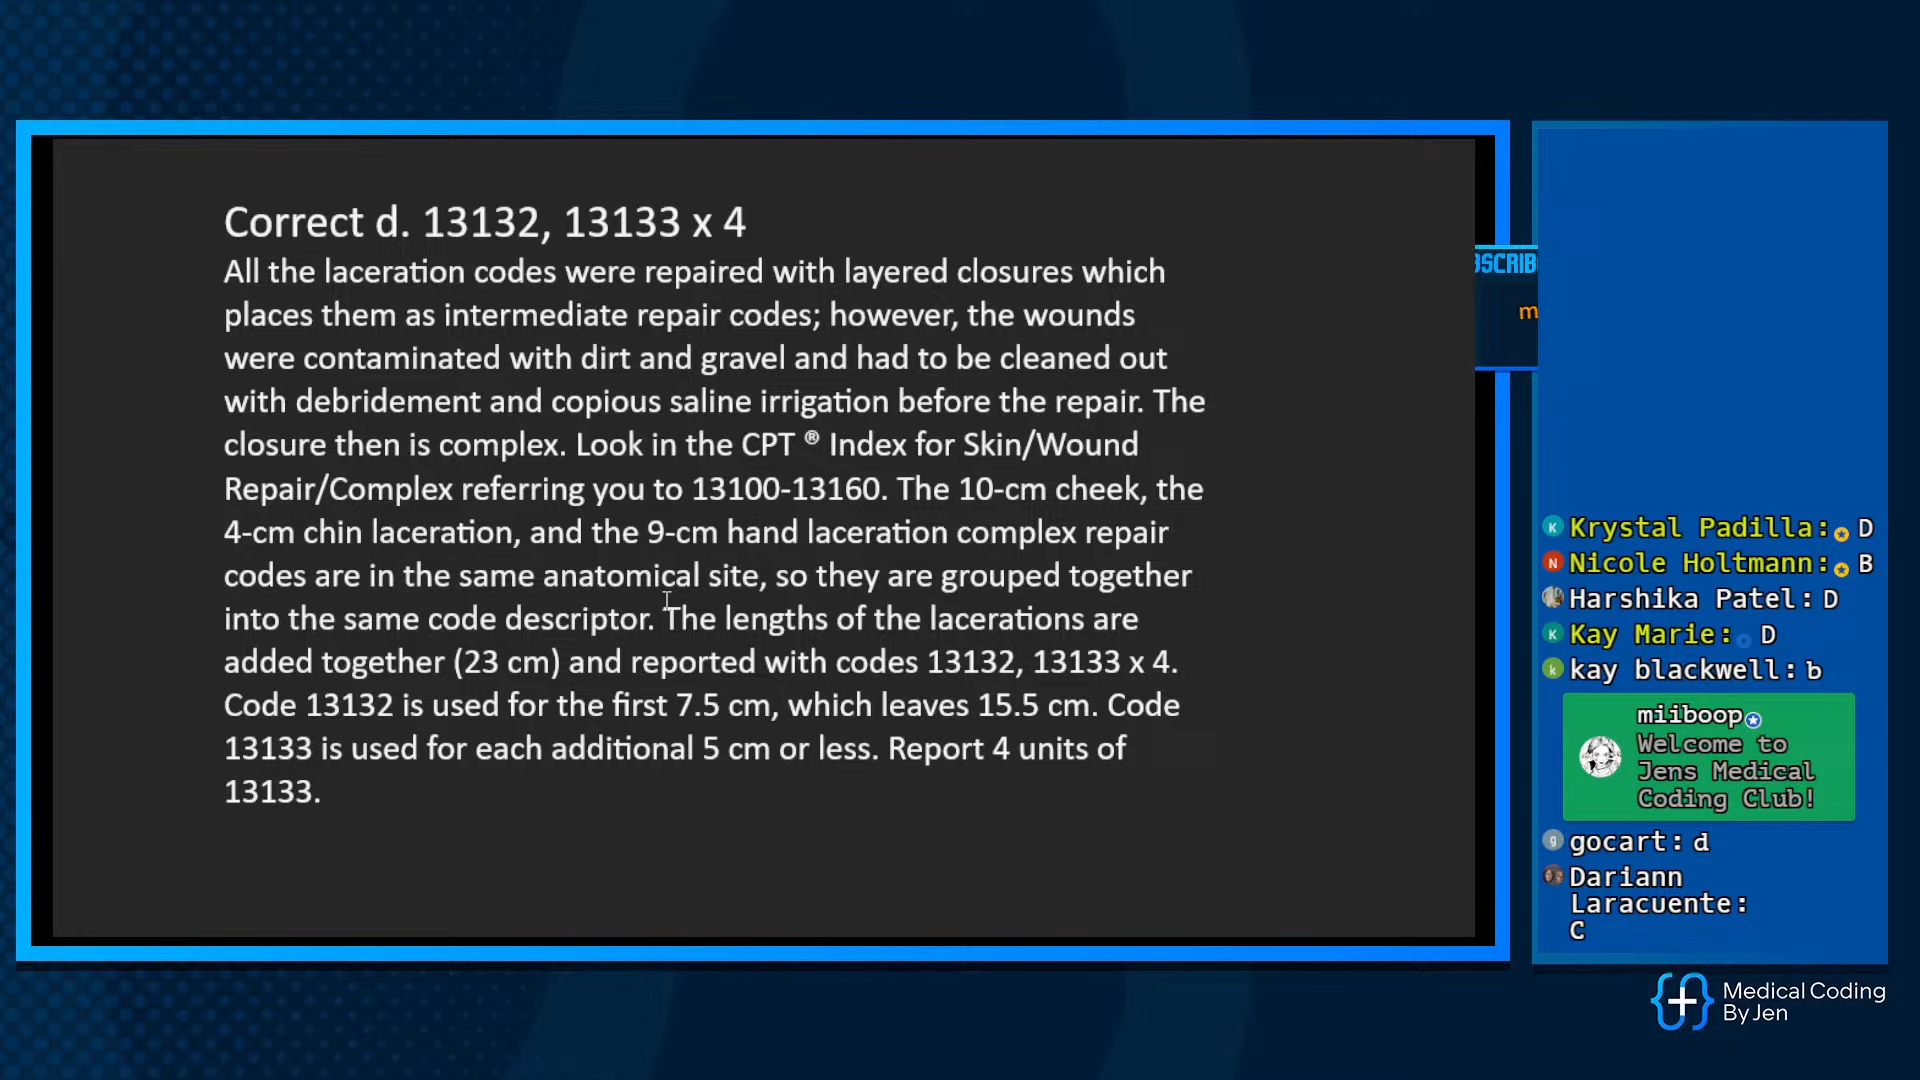 Correct d. 13132, 13133 x 4
All the laceration codes were repaired with layered closures which
places them as intermediate repair codes; however, the wounds
were contaminated with dirt and gravel and had to be cleaned out
with debridement and copious saline irrigation before the repair. The
closure then is complex. Look in the CPT ® Index for Skin/Wound
Repair/Complex referring you to 13100-13160. The 10-cm cheek, the
4-cm chin laceration, and the 9-cm hand laceration complex repair
codes are in the same anatomical site, so they are grouped together
into the same code descriptor. The lengths of the lacerations are
added together (23 cm) and reported with codes 13132, 13133 x 4.
Code 13132 is used for the first 7.5 cm, which leaves 15.5 cm. Code
13133 is used for each additional 5 cm or less. Report 4 units of
13133.
K Krystal Padilla: D
N Nicole Holtmann: B
Harshika Patel: D
K Kay Marie: D
k kay blackwell: b
miiboop
Welcome to
Jens Medical
Coding Club!
g gocart: d
Dariann
Laracuente:
C
Medical Coding
By Jen